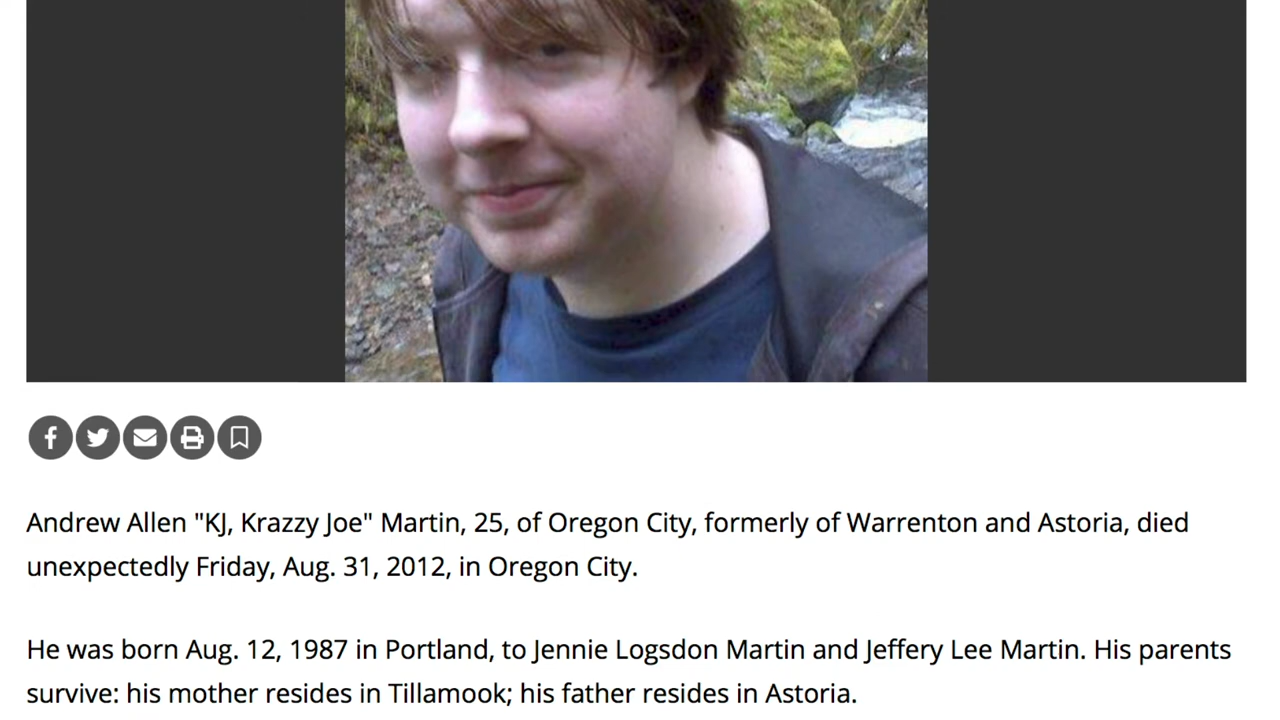 Andrew Allen "KJ, Krazzy Joe" Martin, 25, of Oregon City, formerly of Warrenton and Astoria, died
unexpectedly Friday, Aug. 31, 2012, in Oregon City.
He was born Aug. 12, 1987 in Portland, to Jennie Logsdon Martin and Jeffery Lee Martin. His parents
survive: his mother resides in Tillamook; his father resides in Astoria.